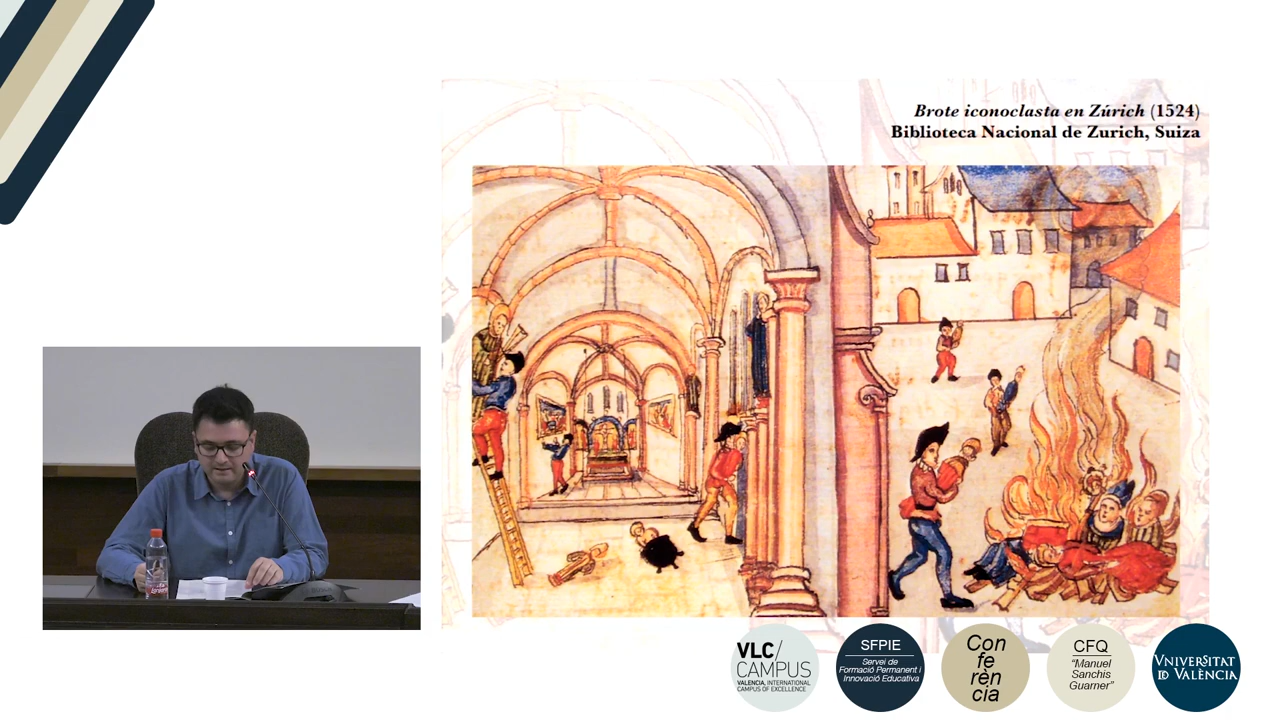 Brote iconoclasta en Zúrich (1524)
Biblioteca Nacional de Zurich, Suiza
VLC/
CAMPUS
VALENCIA, INTERNATIONAL
CAMPUS OF EXCELLENCE
SFPIE
Servei de
Formació Permanent i
Innovació Educativa
Con
fe
rèn
cia
CFQ
"Manuel
Sanchis
Guarner"
VNIVERSITAT
ID VALÈNCIA